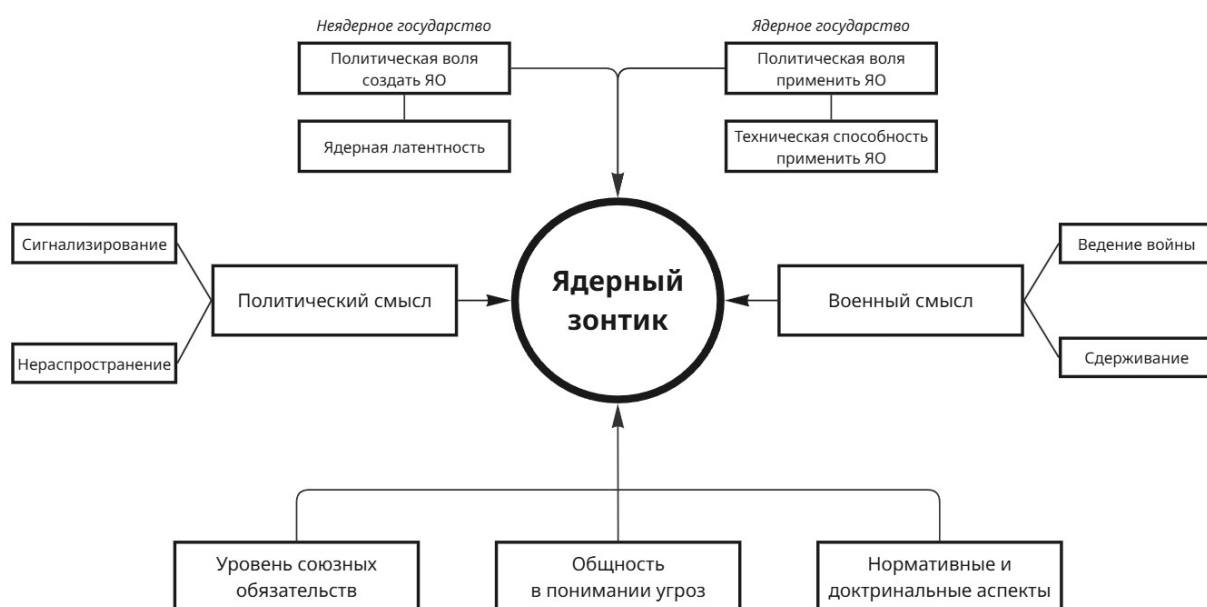 Неядерное государство
Ядерное государство
Политическая воля
создать ЯО
Политическая воля
применить ЯО
Ядерная латентность
Техническая способность
применить ЯО
Сигнализирование
Ведение войны
Политический смысл
Ядерный
зонтик
Военный смысл
Нераспространение
Сдерживание
Уровень союзных
обязательств
Общность
в понимании угроз
Нормативные и
доктринальные аспекты